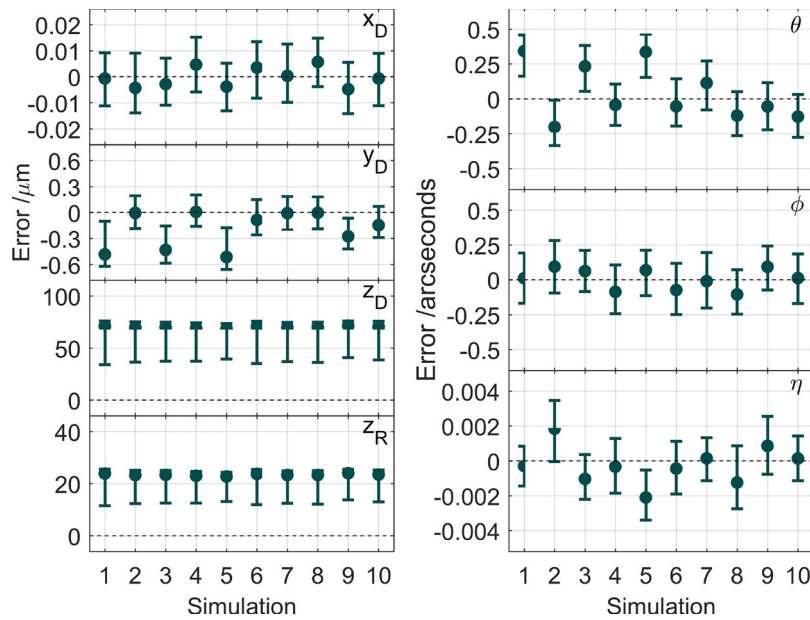 x_D
0.02
0.01
0
-0.01
-0.02
y_D
0.6
0.3
0
-0.3
-0.6
z_D
100
50
0
z_R
40
20
0
Error /μm
1 2 3 4 5 6 7 8 9 10
Simulation
θ
0.5
0.25
0
-0.25
-0.5
ϕ
0.5
0.25
0
-0.25
-0.5
η
0.004
0.002
0
-0.002
-0.004
Error /arcseconds
1 2 3 4 5 6 7 8 9 10
Simulation